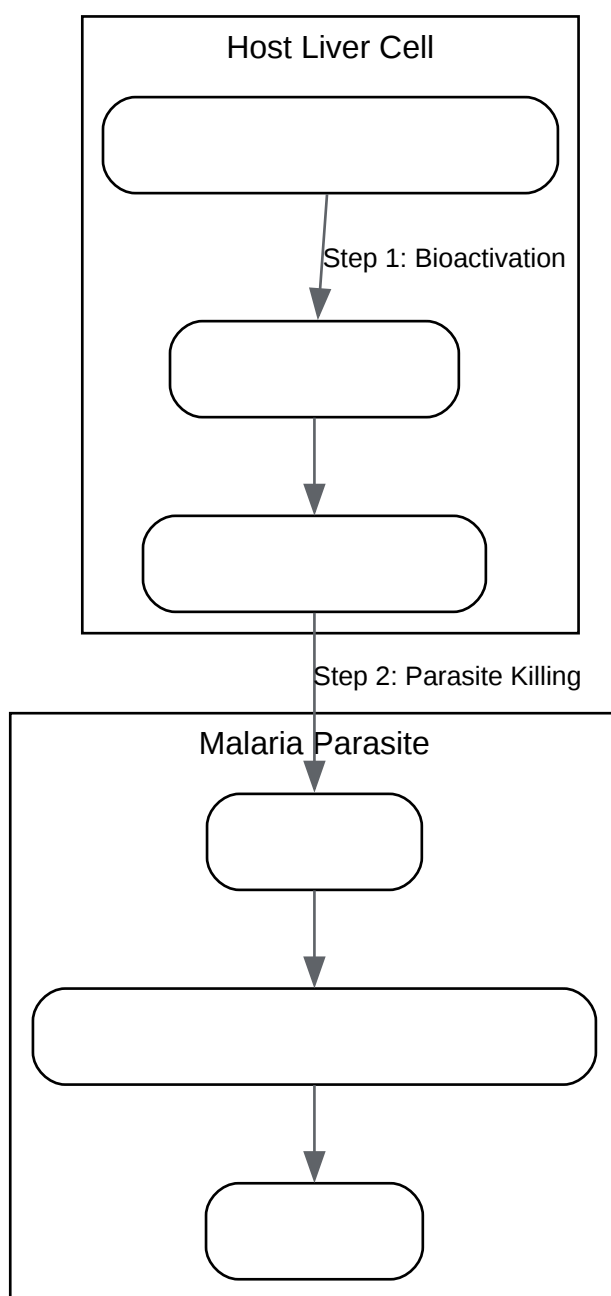 Host Liver Cell
Step 1: Bioactivation
Step 2: Parasite Killing
Malaria Parasite